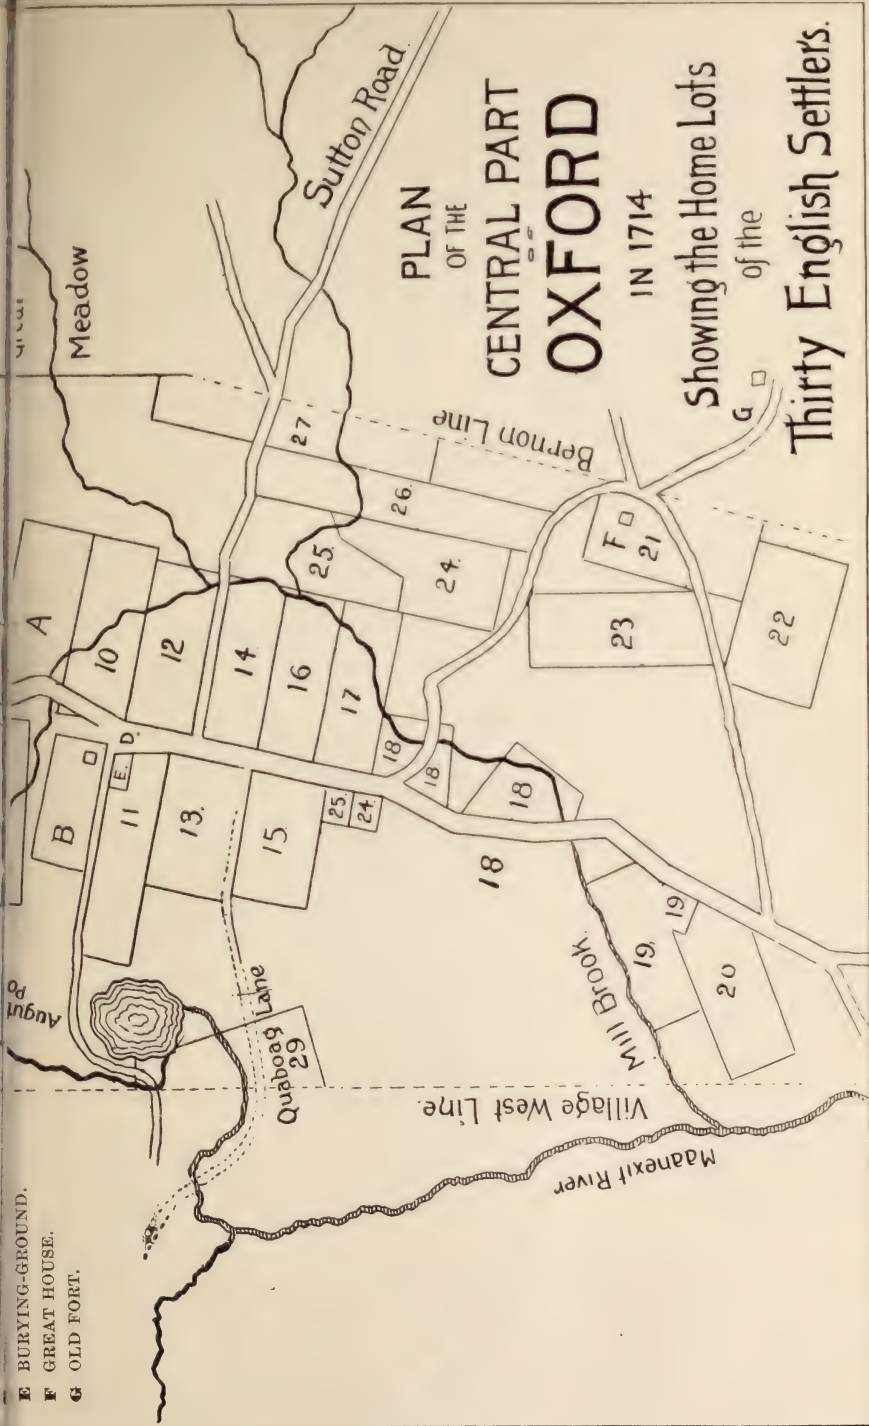 E BURYING-GROUND.
F GREAT HOUSE.
G OLD FORT.
PLAN
OF THE
CENTRAL PART
OF
OXFORD
IN 1714
Showing the Home Lots
of the
Thirty English Settlers.
Meadow
Sutton Road
Bernon Line
Quaboag Lane
Mill Brook
Village West Line.
Maanexit River
A
B
D.
E.
F
G
10
11
12
13.
14
15
16
17
18
18
18
18
19.
19
20
21
22
23
24.
24.
25.
25.
26.
27
29